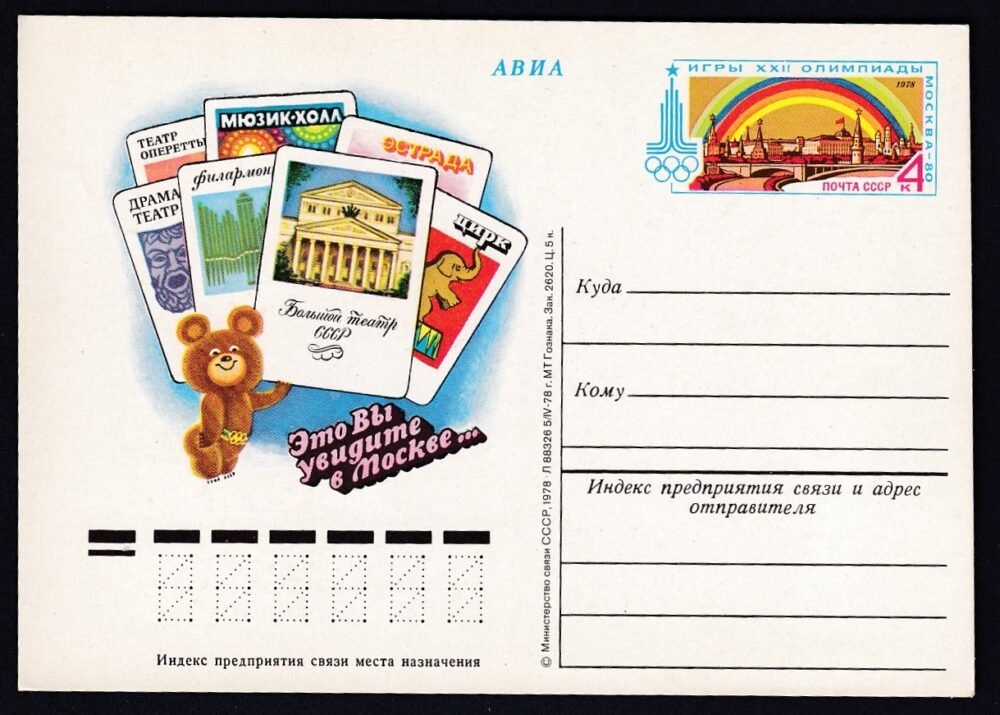 АВИА
ИГРЫ XXII ОЛИМПИАДЫ
МОСКВА-80
1978
ПОЧТА СССР
4 К
МЮЗИК-ХОЛЛ
ТЕАТР
ОПЕРЕТТЫ
ЭСТРАДА
ДРАМА
ТЕАТР
филармон
ЦИРК
Большой театр
СССР
Это Вы
увидите
в Москве...
Куда
Кому
Индекс предприятия связи и адрес
отправителя
© Министерство связи СССР, 1978 · Л 88326 5/IV-78 г. МТ Гознака. Зак. 2620. Ц. 5 к.
Индекс предприятия связи места назначения